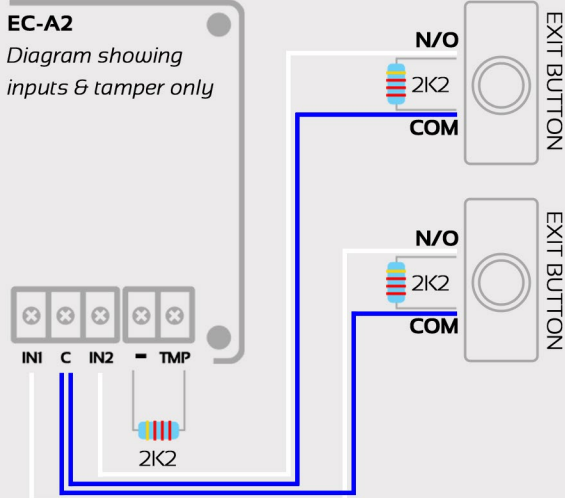 EC-A2
Diagram showing
inputs & tamper only
N/O
2K2
COM
EXIT BUTTON
N/O
2K2
COM
EXIT BUTTON
IN1 C IN2 - TMP
2K2